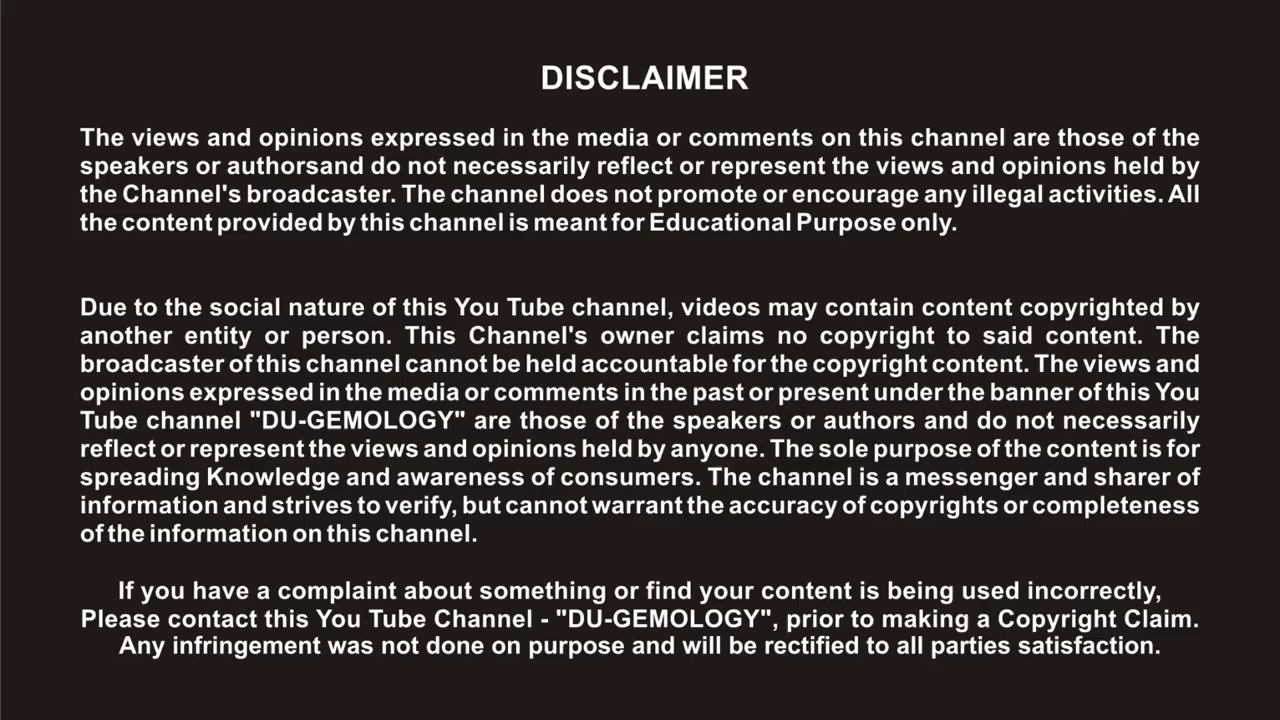 DISCLAIMER
The views and opinions expressed in the media or comments on this channel are those of the
speakers or authorsand do not necessarily reflect or represent the views and opinions held by
the Channel's broadcaster. The channel does not promote or encourage any illegal activities. All
the content provided by this channel is meant for Educational Purpose only.
Due to the social nature of this You Tube channel, videos may contain content copyrighted by
another entity or person. This Channel's owner claims no copyright to said content. The
broadcaster of this channel cannot be held accountable for the copyright content. The views and
opinions expressed in the media or comments in the past or present under the banner of this You
Tube channel "DU-GEMOLOGY" are those of the speakers or authors and do not necessarily
reflect or represent the views and opinions held by anyone. The sole purpose of the content is for
spreading Knowledge and awareness of consumers. The channel is a messenger and sharer of
information and strives to verify, but cannot warrant the accuracy of copyrights or completeness
of the information on this channel.
If you have a complaint about something or find your content is being used incorrectly,
Please contact this You Tube Channel - "DU-GEMOLOGY", prior to making a Copyright Claim.
Any infringement was not done on purpose and will be rectified to all parties satisfaction.